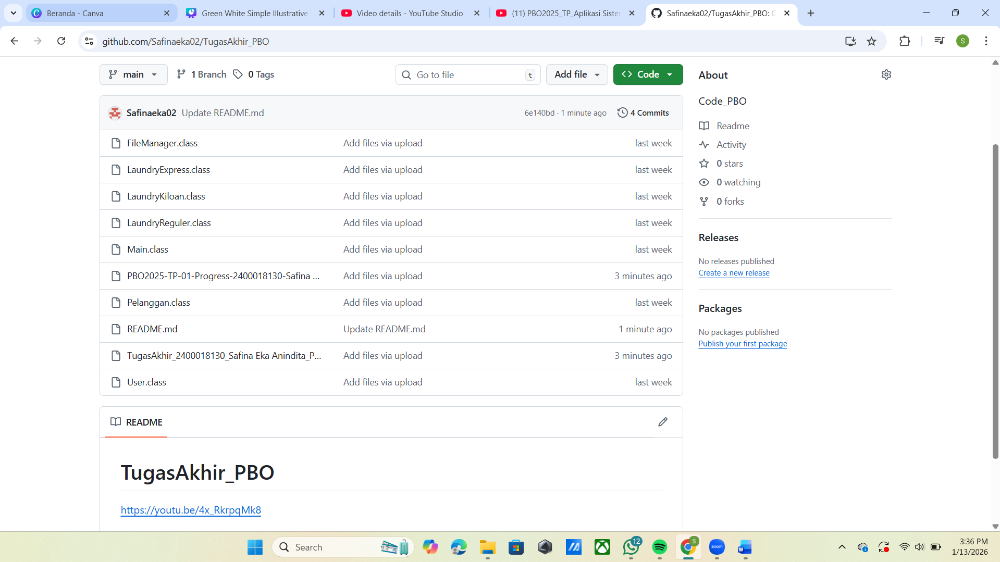 Beranda - Canva
Green White Simple Illustrative
Video details - YouTube Studio
(11) PBO2025_TP_Aplikasi Sister
Safinaeka02/TugasAkhir_PBO: C
github.com/Safinaeka02/TugasAkhir_PBO
S
main
1 Branch
0 Tags
Go to file
t
Add file
Code
About
Code_PBO
Safinaeka02 Update README.md 6e140bd · 1 minute ago 4 Commits
FileManager.class Add files via upload last week
LaundryExpress.class Add files via upload last week
LaundryKiloan.class Add files via upload last week
LaundryReguler.class Add files via upload last week
Main.class Add files via upload last week
PBO2025-TP-01-Progress-2400018130-Safina ... Add files via upload 3 minutes ago
Pelanggan.class Add files via upload last week
README.md Update README.md 1 minute ago
TugasAkhir_2400018130_Safina Eka Anindita_P... Add files via upload 3 minutes ago
User.class Add files via upload last week
Readme
Activity
0 stars
0 watching
0 forks
Releases
No releases published
Create a new release
Packages
No packages published
Publish your first package
README
TugasAkhir_PBO
https://youtu.be/4x_RkrpqMk8
Search
12
S
zoom
W
3:36 PM
1/13/2026